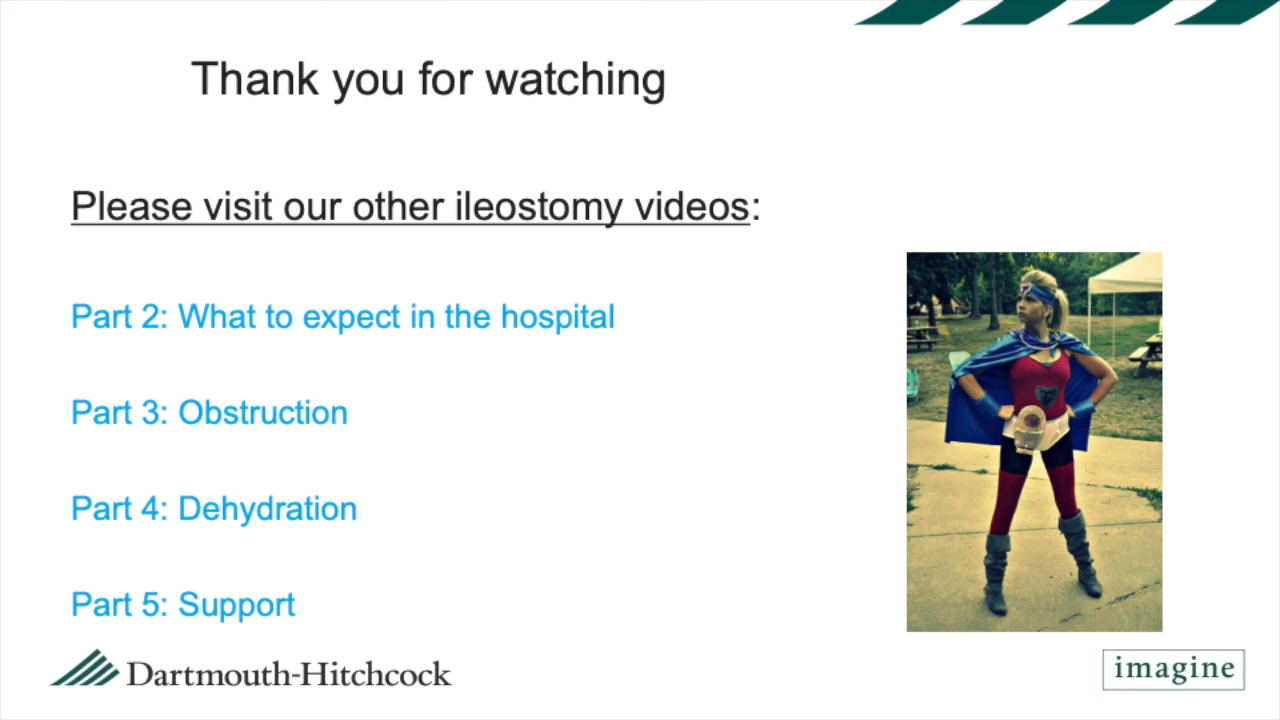 Thank you for watching
Please visit our other ileostomy videos:
Part 2: What to expect in the hospital
Part 3: Obstruction
Part 4: Dehydration
Part 5: Support
Dartmouth-Hitchcock
imagine